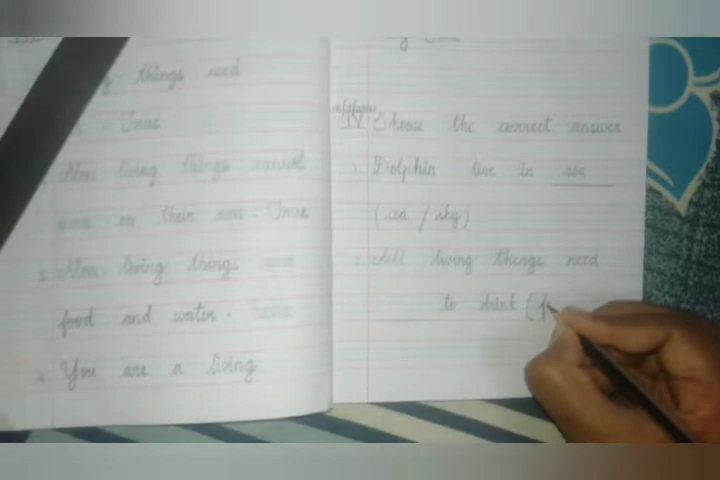 things need
True
Non living things cannot
on their own. True
Non living things
food and water.
4. You are a living
IV Choose the correct answer
1. Dolphin live in sea
(sea / sky)
2. All living things need
to drink (f